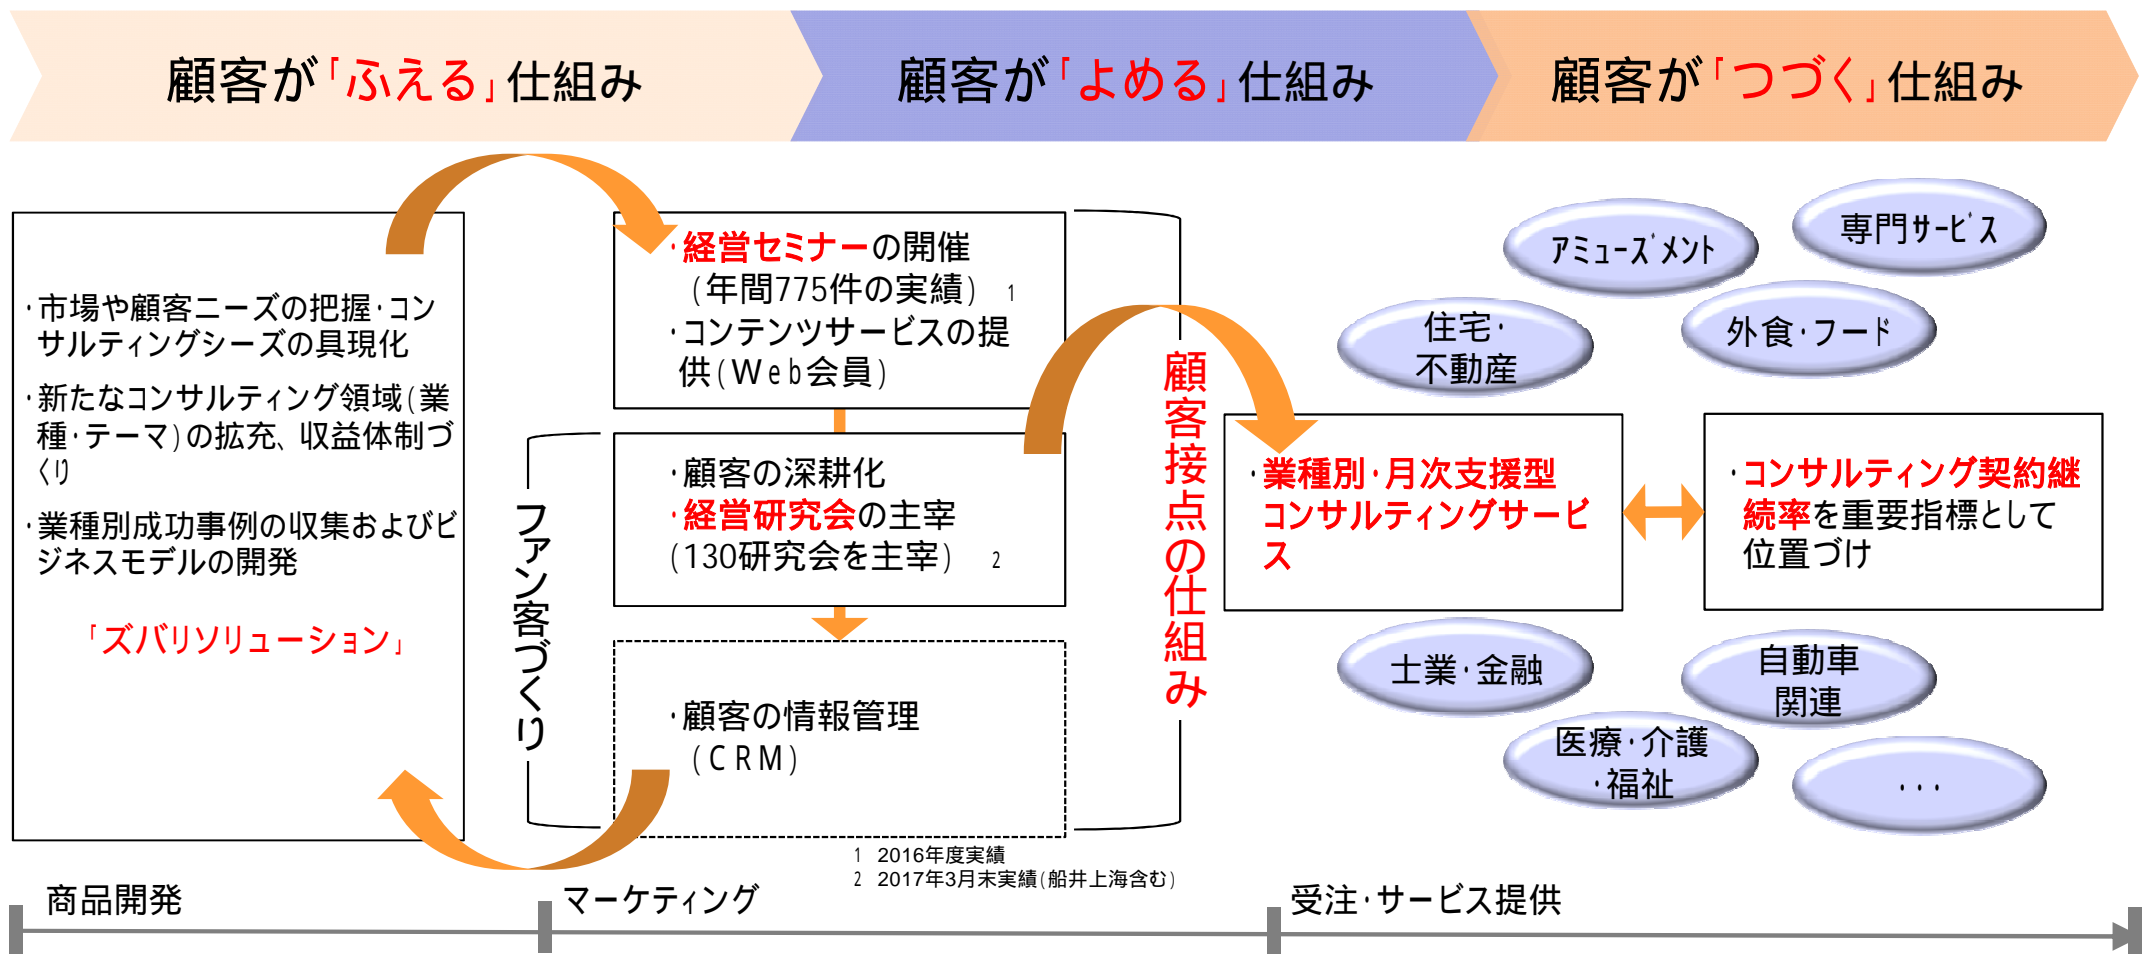 顧客が「ふえる」仕組み
顧客が「よめる」仕組み
顧客が「つづく」仕組み
・市場や顧客ニーズの把握・コン
サルティングシーズの具現化
・新たなコンサルティング領域(業
種・テーマ)の拡充、収益体制づ
くり
・業種別成功事例の収集およびビ
ジネスモデルの開発
「ズバリソリューション」
・経営セミナーの開催
(年間775件の実績) 1
・コンテンツサービスの提
供(Web会員)
・顧客の深耕化
・経営研究会の主宰
(130研究会を主宰) 2
・顧客の情報管理
(CRM)
ファン客づくり
顧客接点の仕組み
1 2016年度実績
2 2017年3月末実績(船井上海含む)
アミューズメント
専門サービス
住宅・
不動産
外食・フード
・業種別・月次支援型
コンサルティングサービ
ス
・コンサルティング契約継
続率を重要指標として
位置づけ
士業・金融
自動車
関連
医療・介護
・福祉
・・・
商品開発
マーケティング
受注・サービス提供